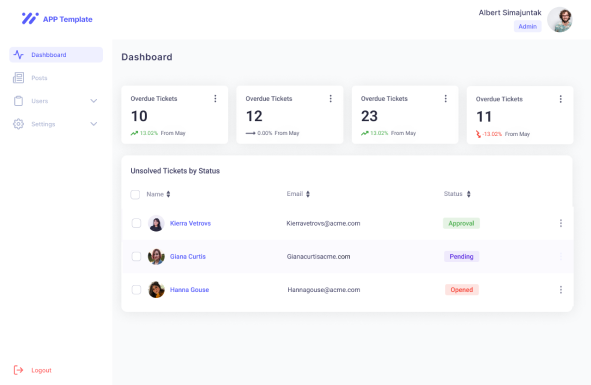 APP Template
Albert Simajuntak
Admin
Dashbboard
Posts
Users
Settings
Logout
Dashboard
Overdue Tickets
10
13.02% From May
Overdue Tickets
12
0.00% From May
Overdue Tickets
23
13.02% From May
Overdue Tickets
11
-13.02% From May
Unsolved Tickets by Status
Name Email Status
Kierra Vetrovs Kierravetrovs@acme.com Approval
Giana Curtis Gianacurtisacme.com Pending
Hanna Gouse Hannagouse@acme.com Opened